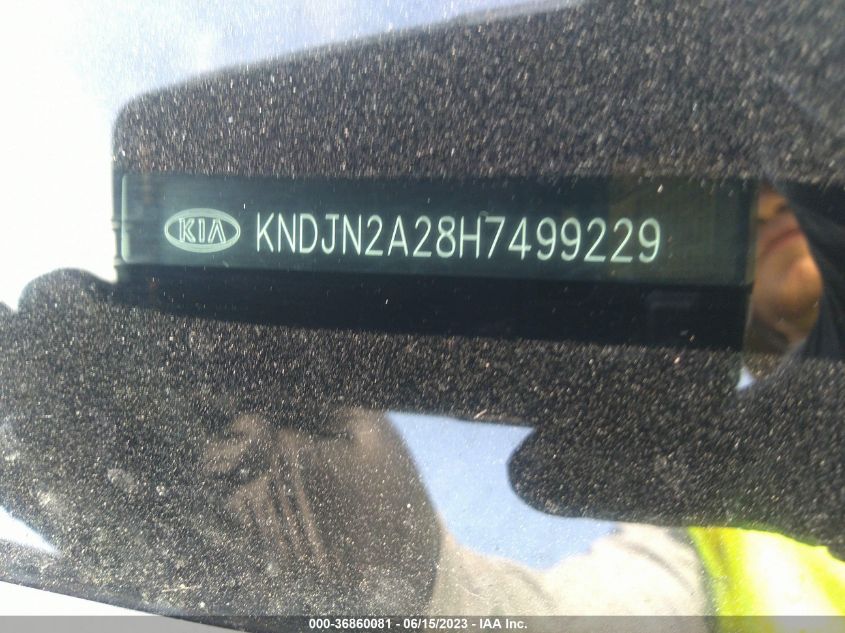 KIA KNDJN2A28H7499229
000-36860081 - 06/15/2023 - IAA Inc.